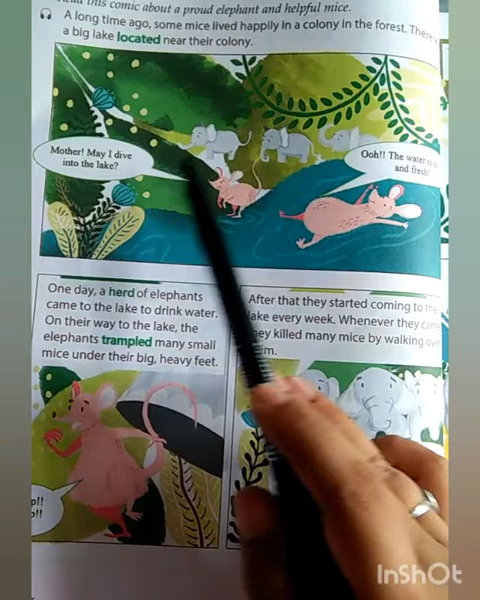 this comic about a proud elephant and helpful mice.
A long time ago, some mice lived happily in a colony in the forest. There
a big lake located near their colony.
Mother! May I dive
into the lake?
Ooh!! The water
and fresh!
One day, a herd of elephants
came to the lake to drink water.
On their way to the lake, the
elephants trampled many small
mice under their big, heavy feet.
After that they started coming to the
lake every week. Whenever they came
they killed many mice by walking over
them.
InShOt